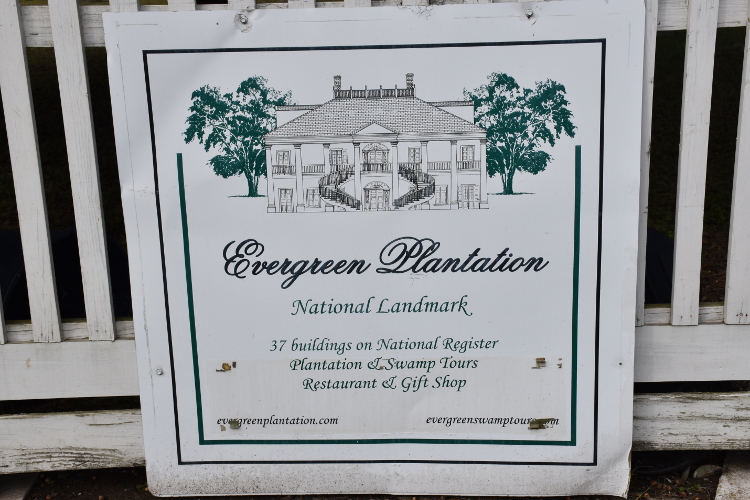 Evergreen Plantation
National Landmark
37 buildings on National Register
Plantation & Swamp Tours
Restaurant & Gift Shop
evergreenplantation.com evergreenswamptours.com